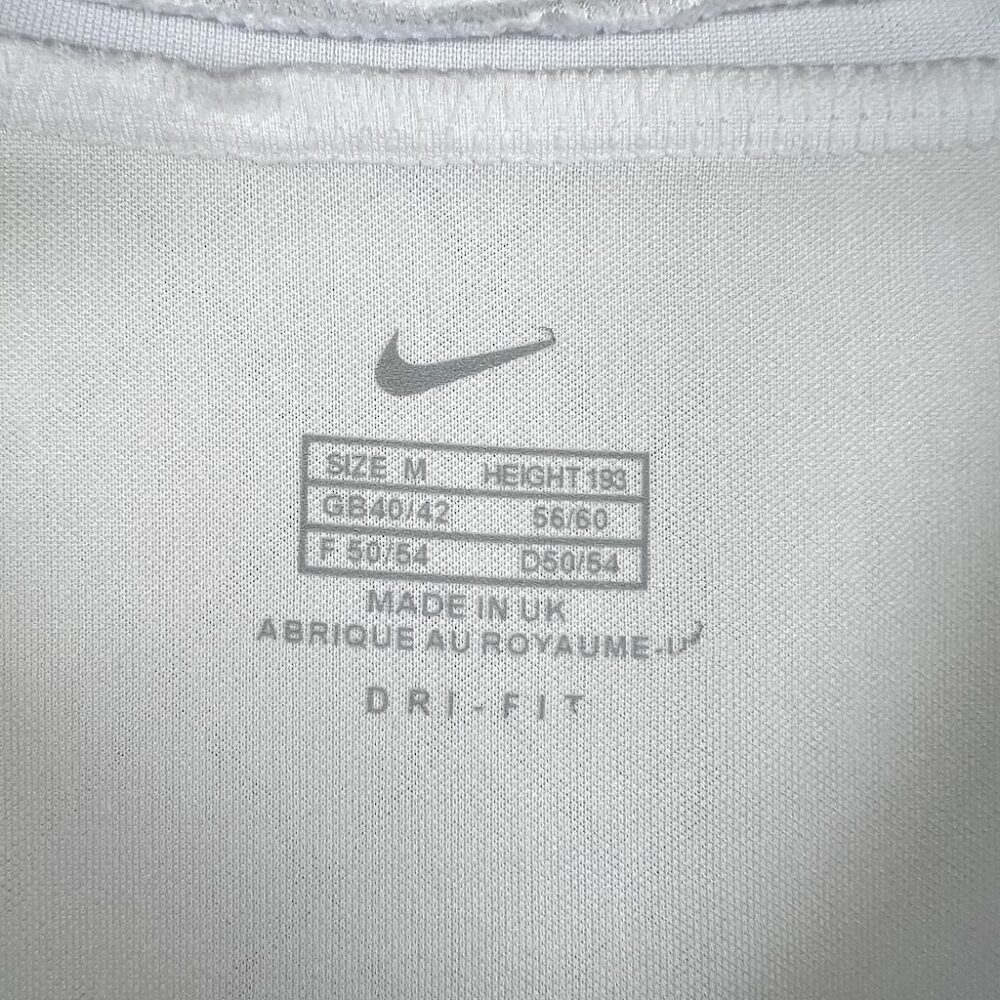 SIZE M HEIGHT 193
GB40/42 56/60
F 50/54 D50/54
MADE IN UK
ABRIQUE AU ROYAUME-U
DRI-FIT